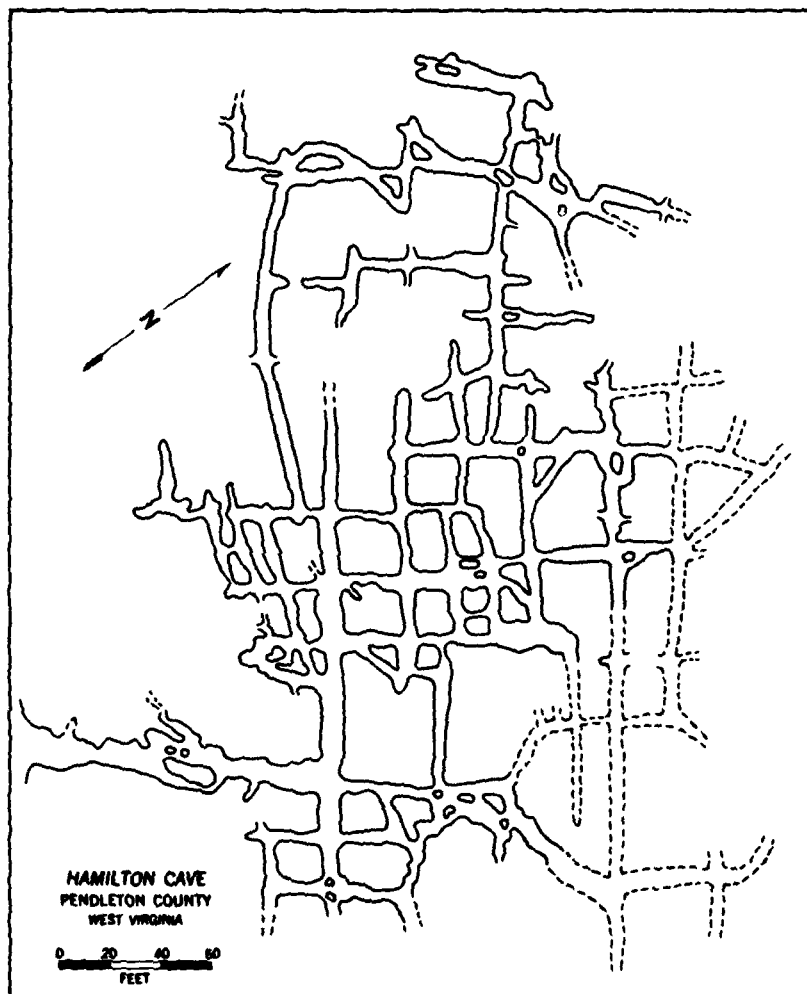 N
HAMILTON CAVE
PENDLETON COUNTY
WEST VIRGINIA
0 20 40 60
FEET